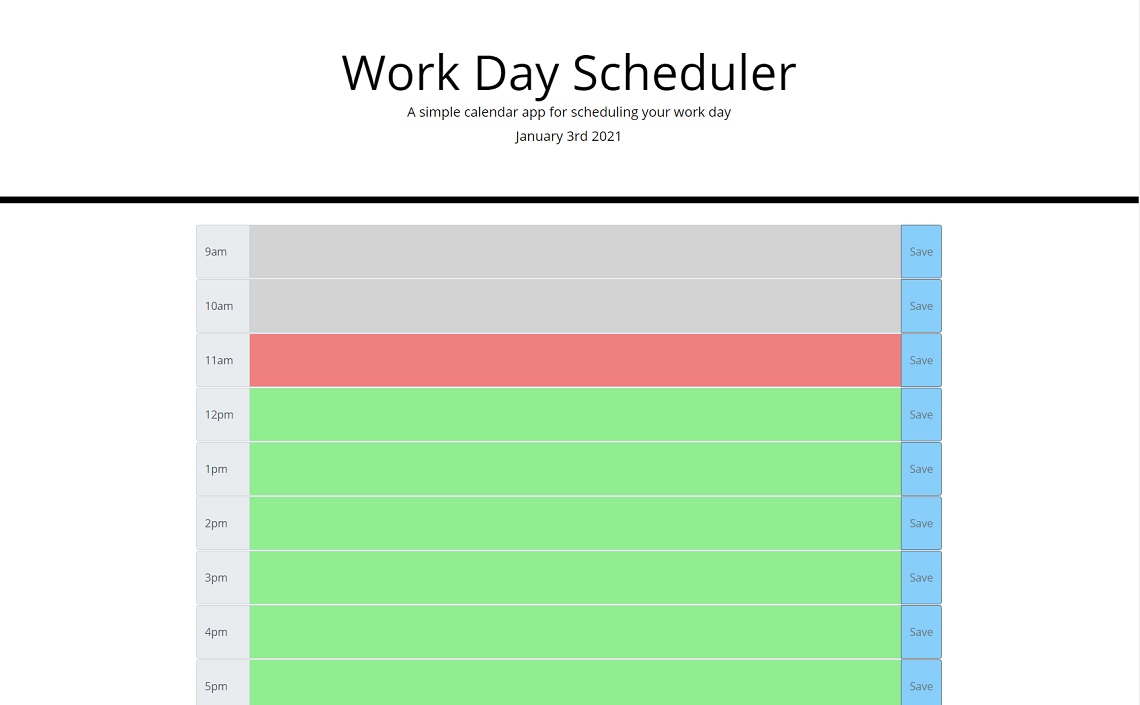 Work Day Scheduler
A simple calendar app for scheduling your work day
January 3rd 2021
9am Save
10am Save
11am Save
12pm Save
1pm Save
2pm Save
3pm Save
4pm Save
5pm Save